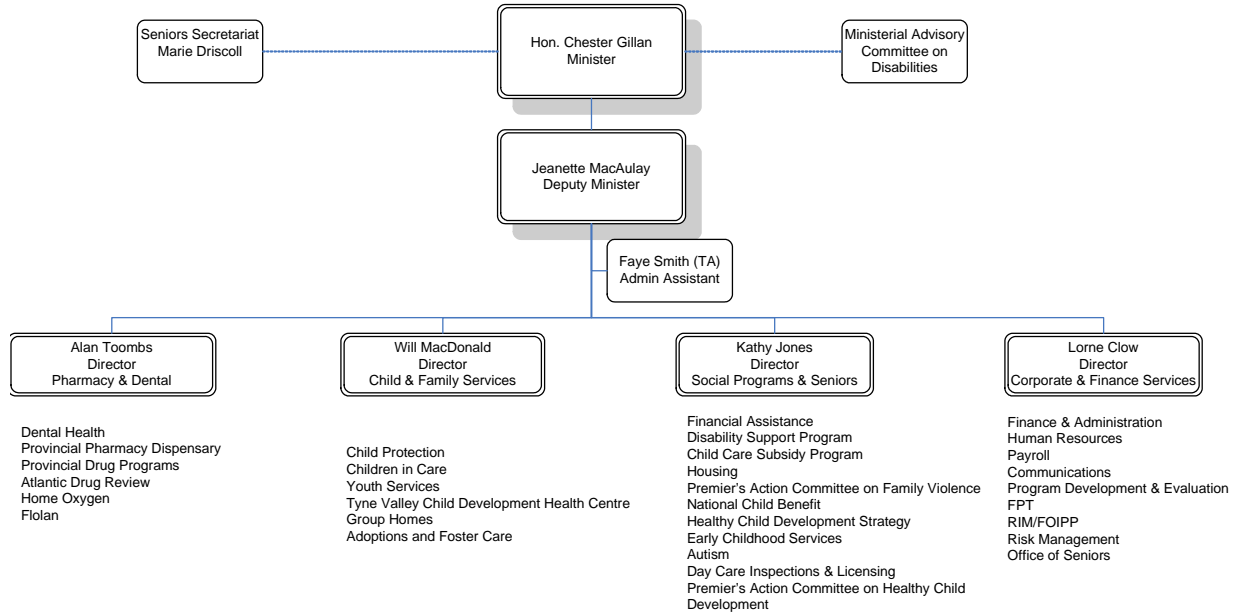 Seniors Secretariat
Marie Driscoll
Hon. Chester Gillan
Minister
Ministerial Advisory
Committee on
Disabilities
Jeanette MacAulay
Deputy Minister
Faye Smith (TA)
Admin Assistant
Alan Toombs
Director
Pharmacy & Dental
Will MacDonald
Director
Child & Family Services
Kathy Jones
Director
Social Programs & Seniors
Lorne Clow
Director
Corporate & Finance Services
Dental Health
Provincial Pharmacy Dispensary
Provincial Drug Programs
Atlantic Drug Review
Home Oxygen
Flolan
Child Protection
Children in Care
Youth Services
Tyne Valley Child Development Health Centre
Group Homes
Adoptions and Foster Care
Financial Assistance
Disability Support Program
Child Care Subsidy Program
Housing
Premier’s Action Committee on Family Violence
National Child Benefit
Healthy Child Development Strategy
Early Childhood Services
Autism
Day Care Inspections & Licensing
Premier’s Action Committee on Healthy Child
Development
Finance & Administration
Human Resources
Payroll
Communications
Program Development & Evaluation
FPT
RIM/FOIPP
Risk Management
Office of Seniors